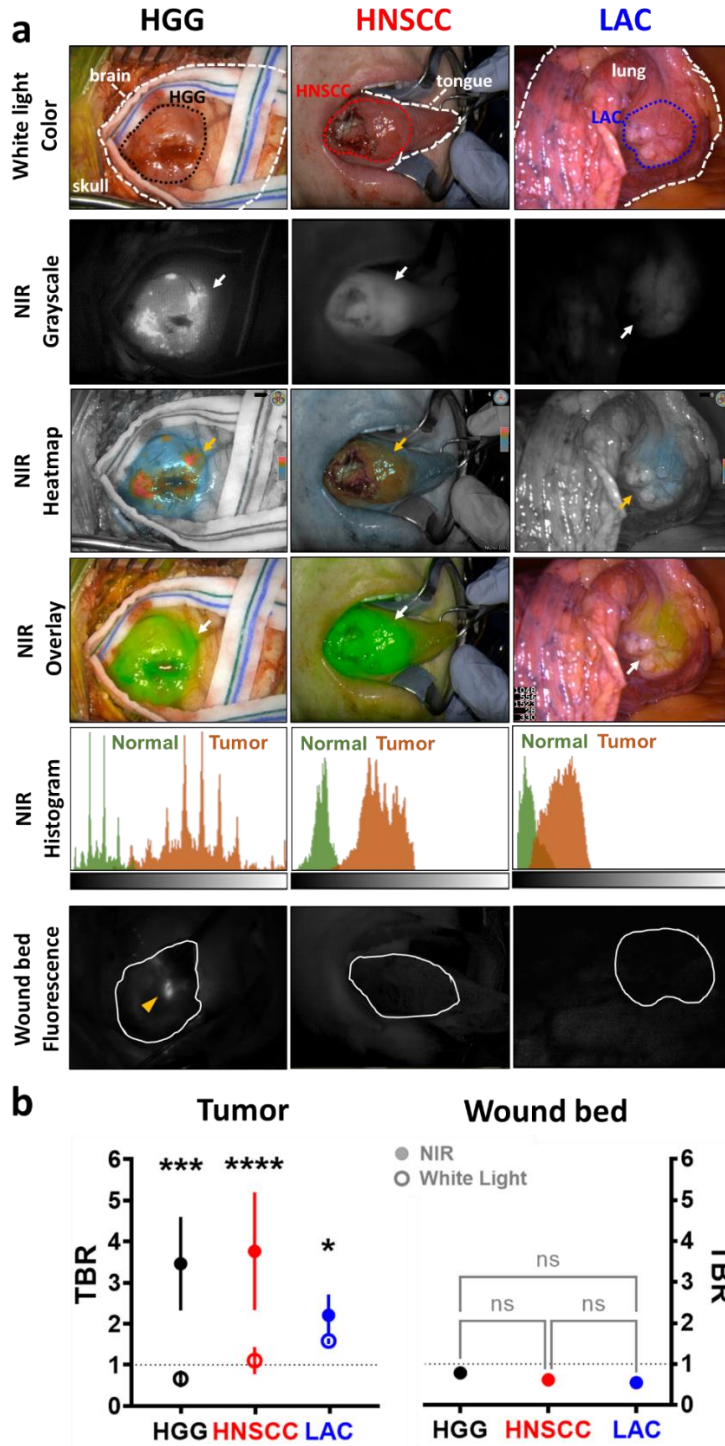 a
HGG
HNSCC
LAC
White light
Color
brain
HGG
skull
HNSCC
tongue
lung
LAC
NIR
Grayscale
NIR
Heatmap
NIR
Overlay
NIR
Histogram
Normal
Tumor
Normal
Tumor
Normal
Tumor
Wound bed
Fluorescence
b
Tumor
Wound bed
NIR
White Light
TBR
6
5
4
3
2
1
0
***
****
*
HGG
HNSCC
LAC
ns
ns
ns
6
5
4
3
2
1
0
TBR
HGG
HNSCC
LAC